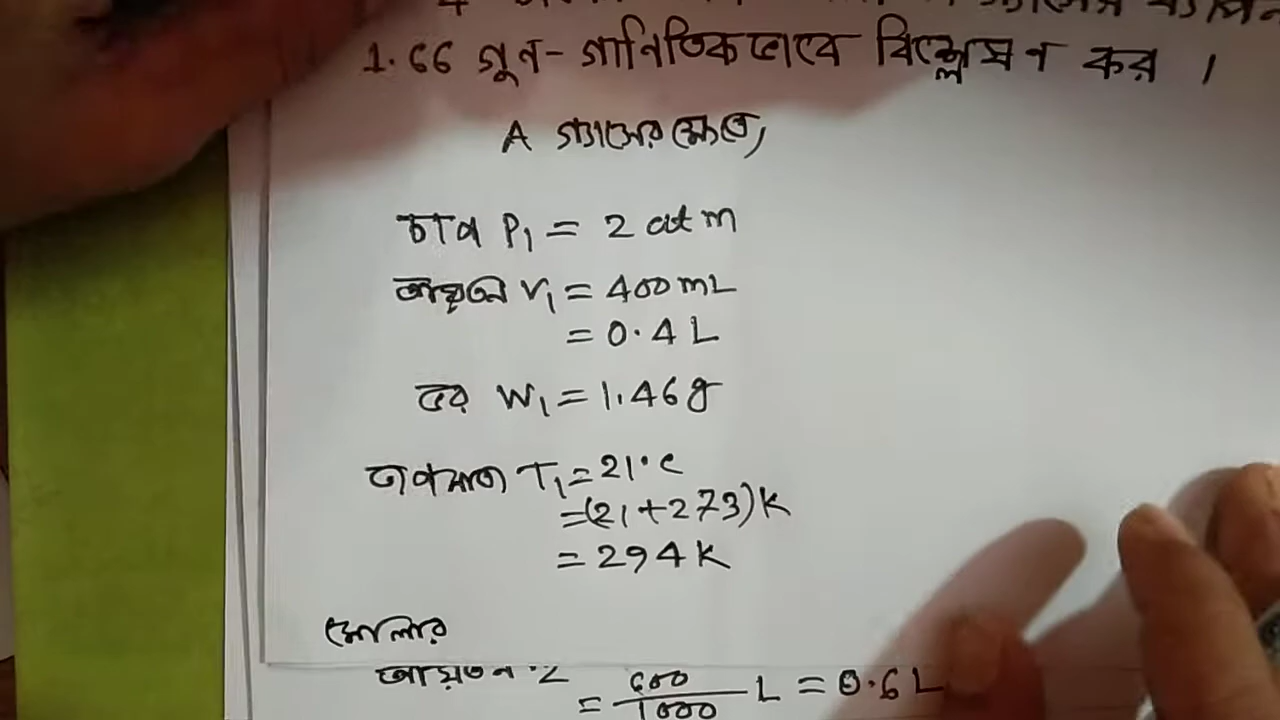 1.66 গুন- গানিতিকভাবে বিশ্লেষন কর ।
A গ্যাসের ক্ষেত্রে,
চাপ P₁ = 2 atm
আয়তন V₁ = 400 mL
= 0.4 L
ভর W₁ = 1.46g
তাপমাত্রা T₁ = 21°C
= (21+273) K
= 294 K
মোলার
আয়তন
= 600/1000 L = 0.6 L